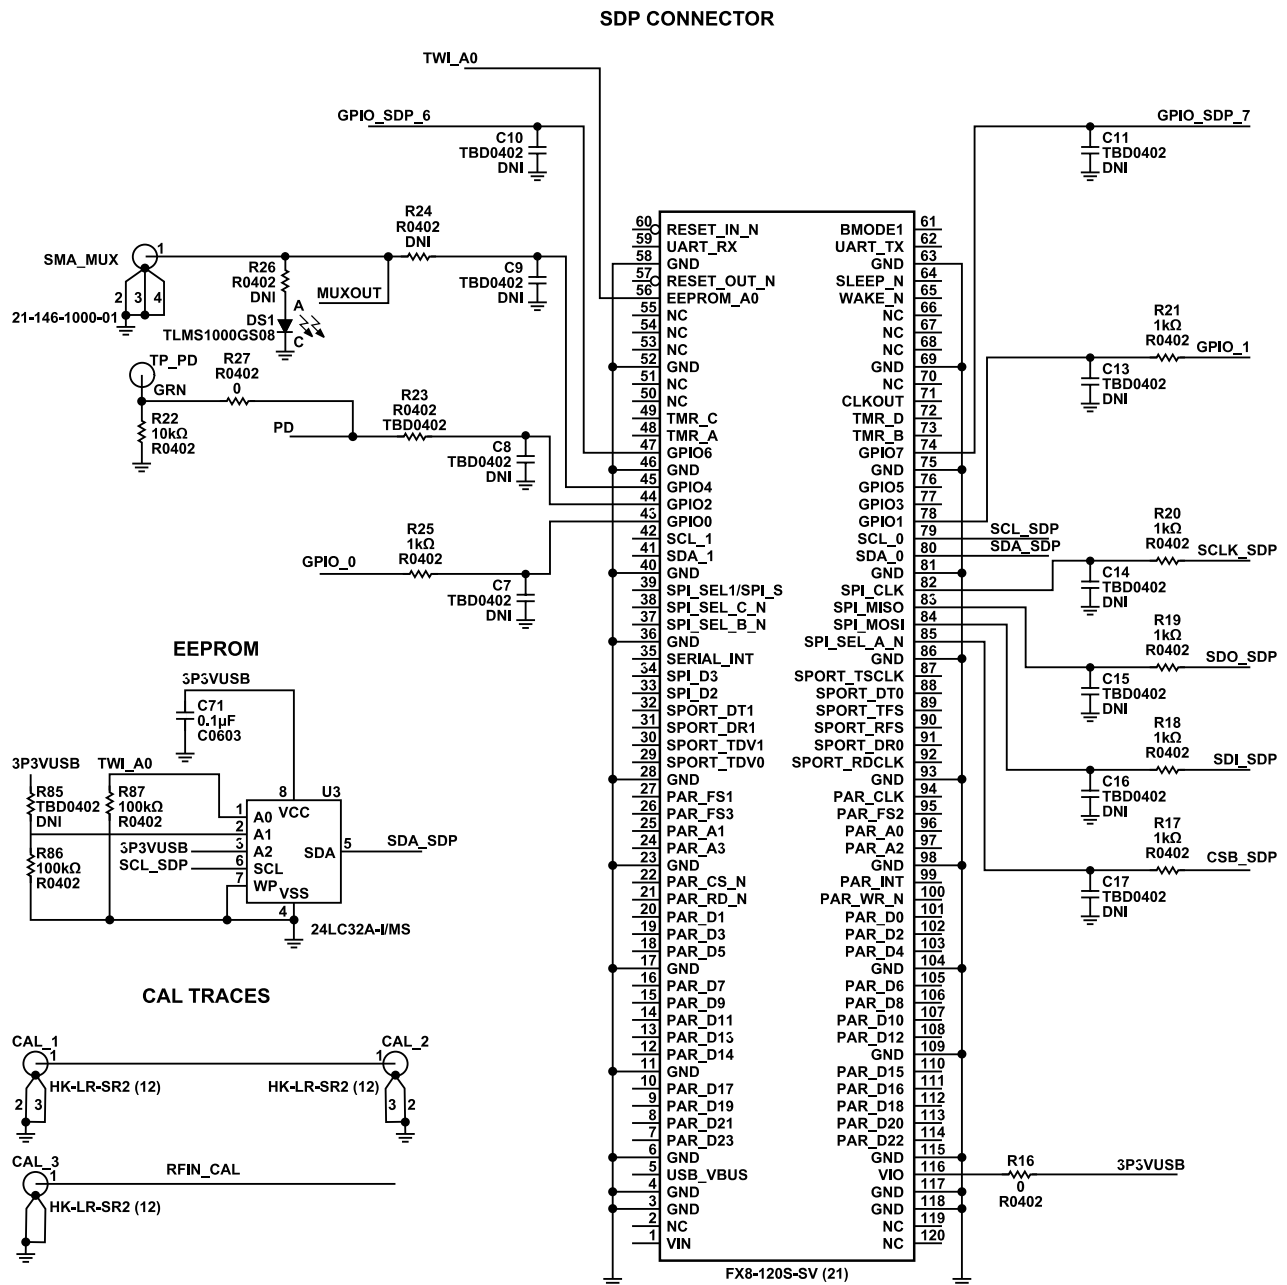 SDP CONNECTOR
TWI_A0
GPIO_SDP_6
C10
TBD0402
DNI
GPIO_SDP_7
C11
TBD0402
DNI
SMA_MUX
1
2 3 4
21-146-1000-01
R26
R0402
DNI
MUXOUT
DS1
TLMS1000GS08
A
C
R24
R0402
DNI
C9
TBD0402
DNI
TP_PD
GRN
R27
R0402
0
R22
10kΩ
R0402
PD
R23
R0402
TBD0402
C8
TBD0402
DNI
GPIO_0
R25
1kΩ
R0402
C7
TBD0402
DNI
60 RESET_IN_N BMODE1 61
59 UART_RX UART_TX 62
58 GND GND 63
57 RESET_OUT_N SLEEP_N 64
56 EEPROM_A0 WAKE_N 65
55 NC NC 66
54 NC NC 67
53 NC NC 68
52 GND GND 69
51 NC NC 70
50 NC CLKOUT 71
49 TMR_C TMR_D 72
48 TMR_A TMR_B 73
47 GPIO6 GPIO7 74
46 GND GND 75
45 GPIO4 GPIO5 76
44 GPIO2 GPIO3 77
43 GPIO0 GPIO1 78
42 SCL_1 SCL_0 79
41 SDA_1 SDA_0 80
40 GND GND 81
39 SPI_SEL1/SPI_S SPI_CLK 82
38 SPI_SEL_C_N SPI_MISO 83
37 SPI_SEL_B_N SPI_MOSI 84
36 GND SPI_SEL_A_N 85
35 SERIAL_INT GND 86
34 SPI_D3 SPORT_TSCLK 87
33 SPI_D2 SPORT_DT0 88
32 SPORT_DT1 SPORT_TFS 89
31 SPORT_DR1 SPORT_RFS 90
30 SPORT_TDV1 SPORT_DR0 91
29 SPORT_TDV0 SPORT_RDCLK 92
28 GND GND 93
27 PAR_FS1 PAR_CLK 94
26 PAR_FS3 PAR_FS2 95
25 PAR_A1 PAR_A0 96
24 PAR_A3 PAR_A2 97
23 GND GND 98
22 PAR_CS_N PAR_INT 99
21 PAR_RD_N PAR_WR_N 100
20 PAR_D1 PAR_D0 101
19 PAR_D3 PAR_D2 102
18 PAR_D5 PAR_D4 103
17 GND GND 104
16 PAR_D7 PAR_D6 105
15 PAR_D9 PAR_D8 106
14 PAR_D11 PAR_D10 107
13 PAR_D13 PAR_D12 108
12 PAR_D14 GND 109
11 GND PAR_D15 110
10 PAR_D17 PAR_D16 111
9 PAR_D19 PAR_D18 112
8 PAR_D21 PAR_D20 113
7 PAR_D23 PAR_D22 114
6 GND GND 115
5 USB_VBUS VIO 116
4 GND GND 117
3 GND GND 118
2 NC NC 119
1 VIN NC 120
FX8-120S-SV (21)
R21
1kΩ
R0402
GPIO_1
C13
TBD0402
DNI
SCL_SDP
SDA_SDP
R20
1kΩ
R0402
SCLK_SDP
C14
TBD0402
DNI
R19
1kΩ
R0402
SDO_SDP
C15
TBD0402
DNI
R18
1kΩ
R0402
SDI_SDP
C16
TBD0402
DNI
R17
1kΩ
R0402
CSB_SDP
C17
TBD0402
DNI
R16
0
R0402
3P3VUSB
EEPROM
3P3VUSB
C71
0.1µF
C0603
3P3VUSB
TWI_A0
R85
TBD0402
DNI
R87
100kΩ
R0402
R86
100kΩ
R0402
3P3VUSB
SCL_SDP
8 U3
VCC
1 A0
2 A1
3 A2
6 SCL
7 WP
SDA 5
SDA_SDP
VSS
4
24LC32A-I/MS
CAL TRACES
CAL_1
1
HK-LR-SR2 (12)
2 3
CAL_2
1
HK-LR-SR2 (12)
3 2
CAL_3
1
RFIN_CAL
HK-LR-SR2 (12)